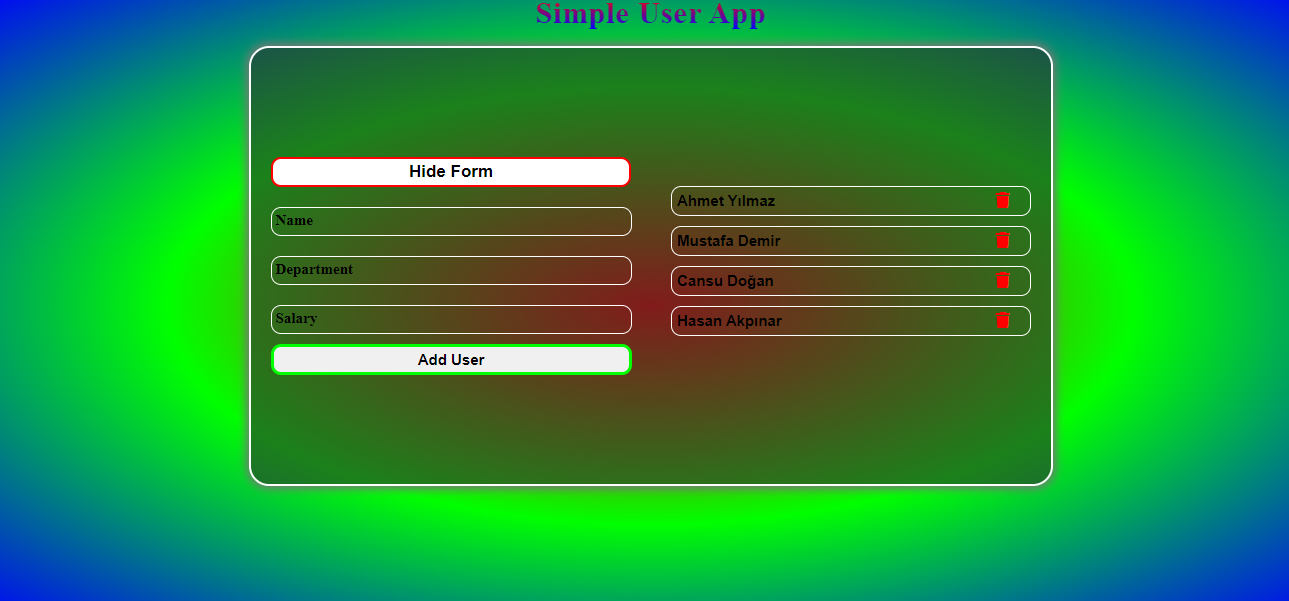 Simple User App
Hide Form
Name
Department
Salary
Add User
Ahmet Yılmaz
Mustafa Demir
Cansu Doğan
Hasan Akpınar